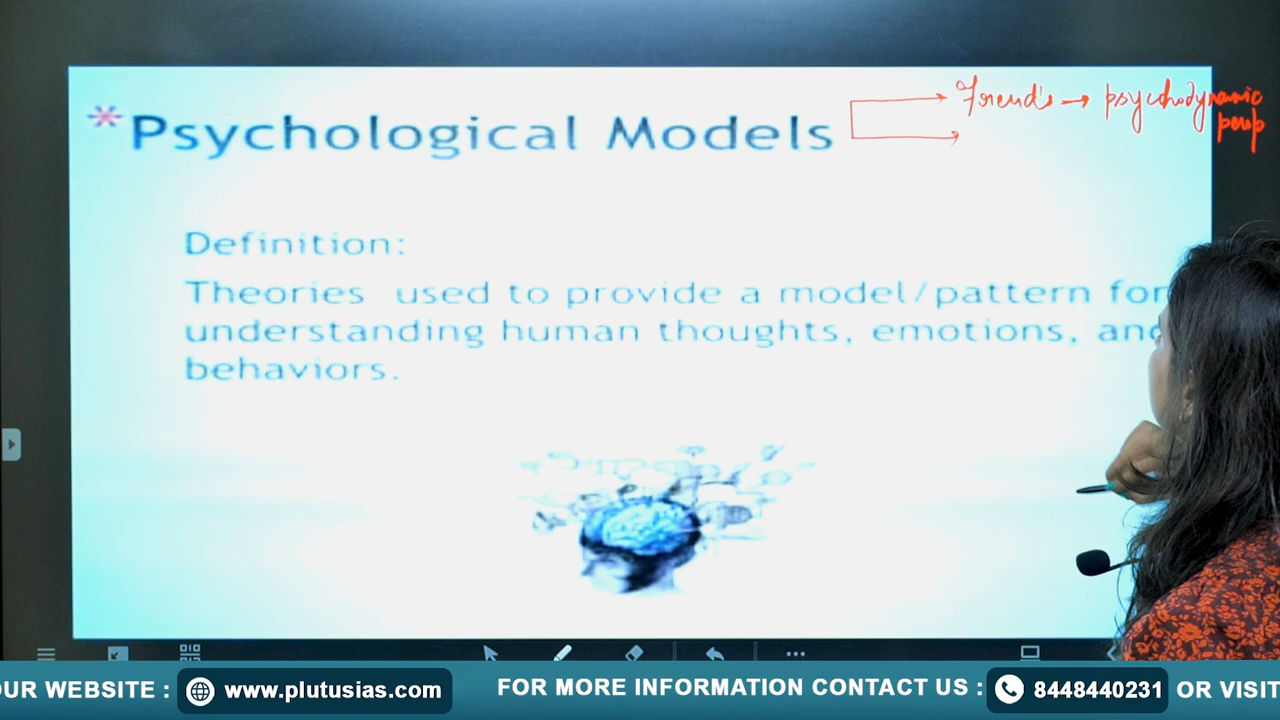 Psychological Models
Freud's → psychodynamic
persp
Definition:
Theories used to provide a model/pattern for
understanding human thoughts, emotions, and
behaviors.
OUR WEBSITE : www.plutusias.com FOR MORE INFORMATION CONTACT US : 8448440231 OR VISIT